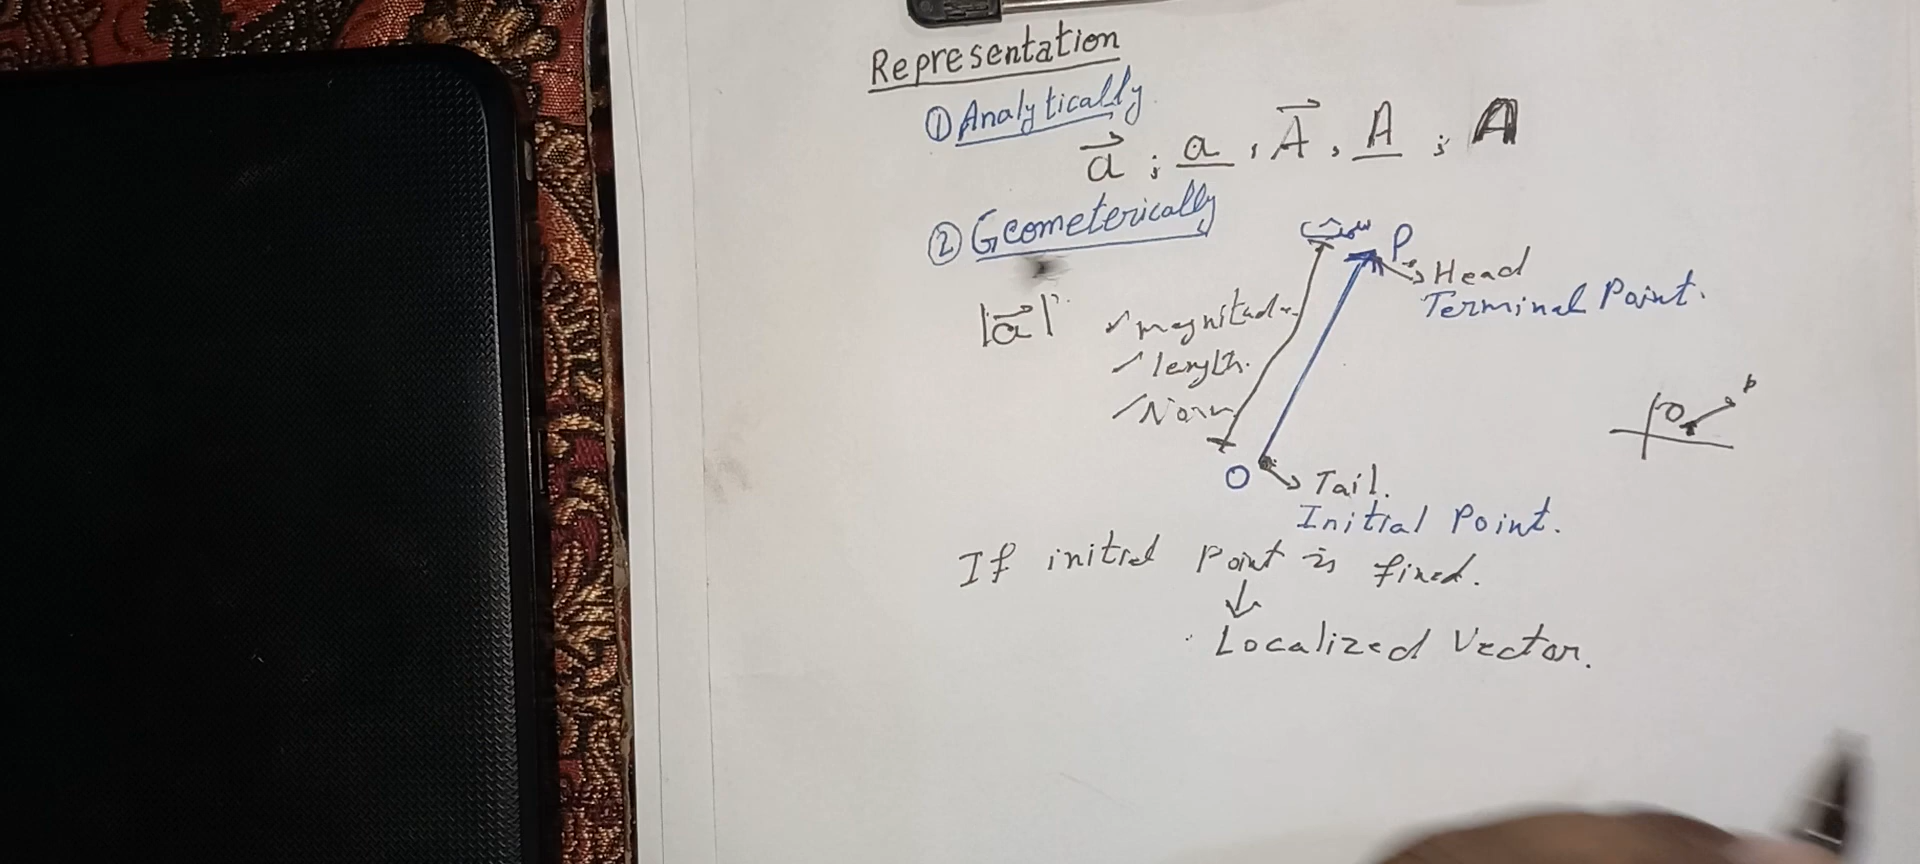 Representation
① Analytically
a⃗ ; a , A⃗ , A ; A
② Geometerically
سمت P
Head
Terminal Point.
|a⃗| magnitude
length.
Norm
O P
O Tail.
Initial Point.
If initial Point is fixed.
↓
Localized Vector.